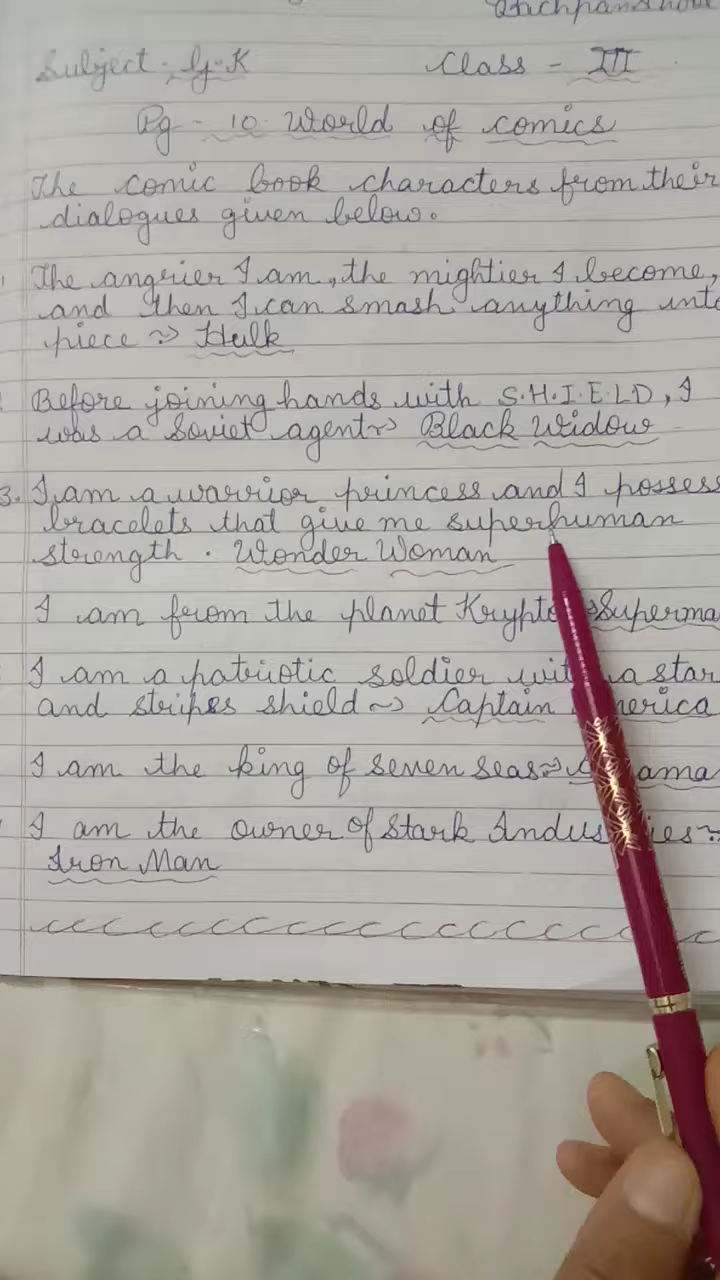 Subject - G.K Class - III
Pg - 10. World of comics
The comic book characters from their
dialogues given below.
The angrier I am, the mightier I become,
and then I can smash anything into
piece ~> Hulk
Before joining hands with S.H.I.E.L.D, I
was a Soviet agent ~> Black Widow
3. I am a warrior princess and I possess
bracelets that give me superhuman
strength. Wonder Woman
I am from the planet Krypto Superma
I am a patriotic soldier with a star
and stripes shield ~> Captain America
I am the king of seven seas ~>
I am the owner of Stark Industries ~>
Iron Man